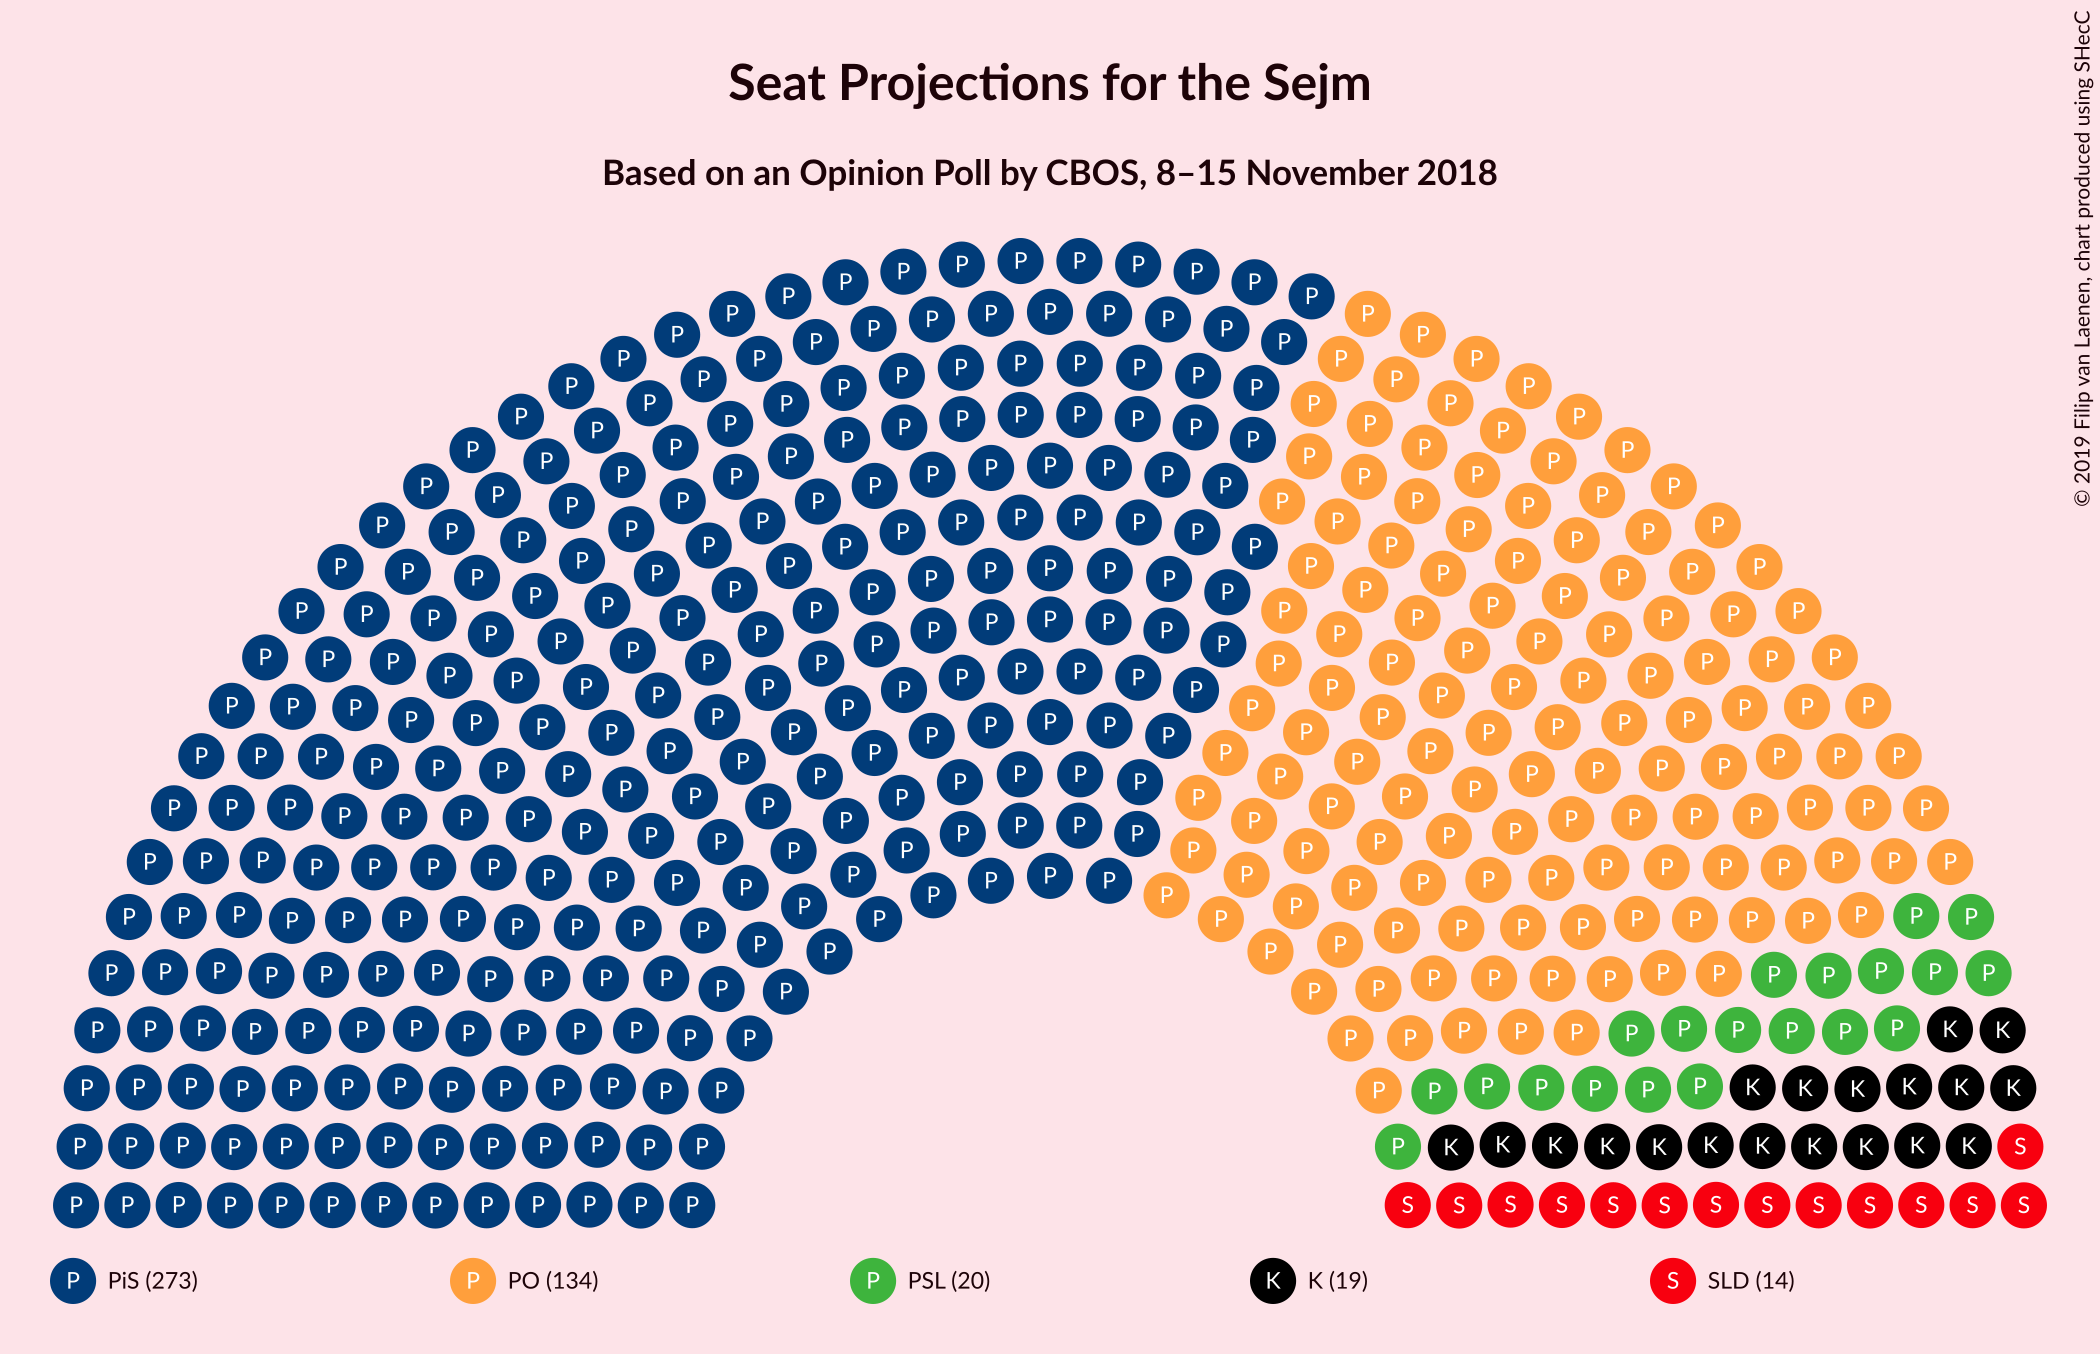 Seat Projections for the Sejm
Based on an Opinion Poll by CBOS, 8–15 November 2018
© 2019 Filip van Laenen, chart produced using SHecC
P PiS (273)
P PO (134)
P PSL (20)
K K (19)
S SLD (14)